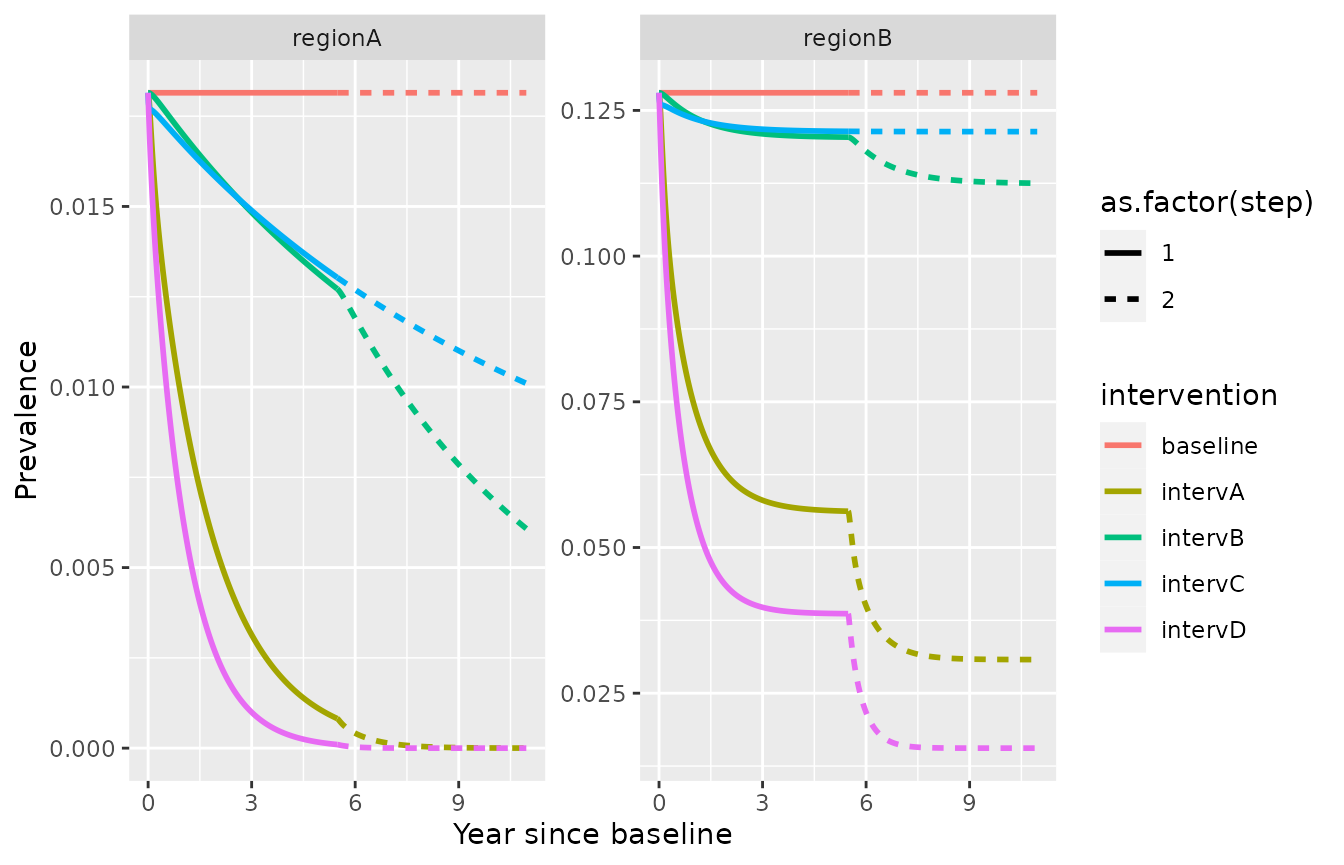 regionA
regionB
Prevalence
0.015
0.010
0.005
0.000
0 3 6 9
0.125
0.100
0.075
0.050
0.025
0 3 6 9
Year since baseline
as.factor(step)
1
2
intervention
baseline
intervA
intervB
intervC
intervD